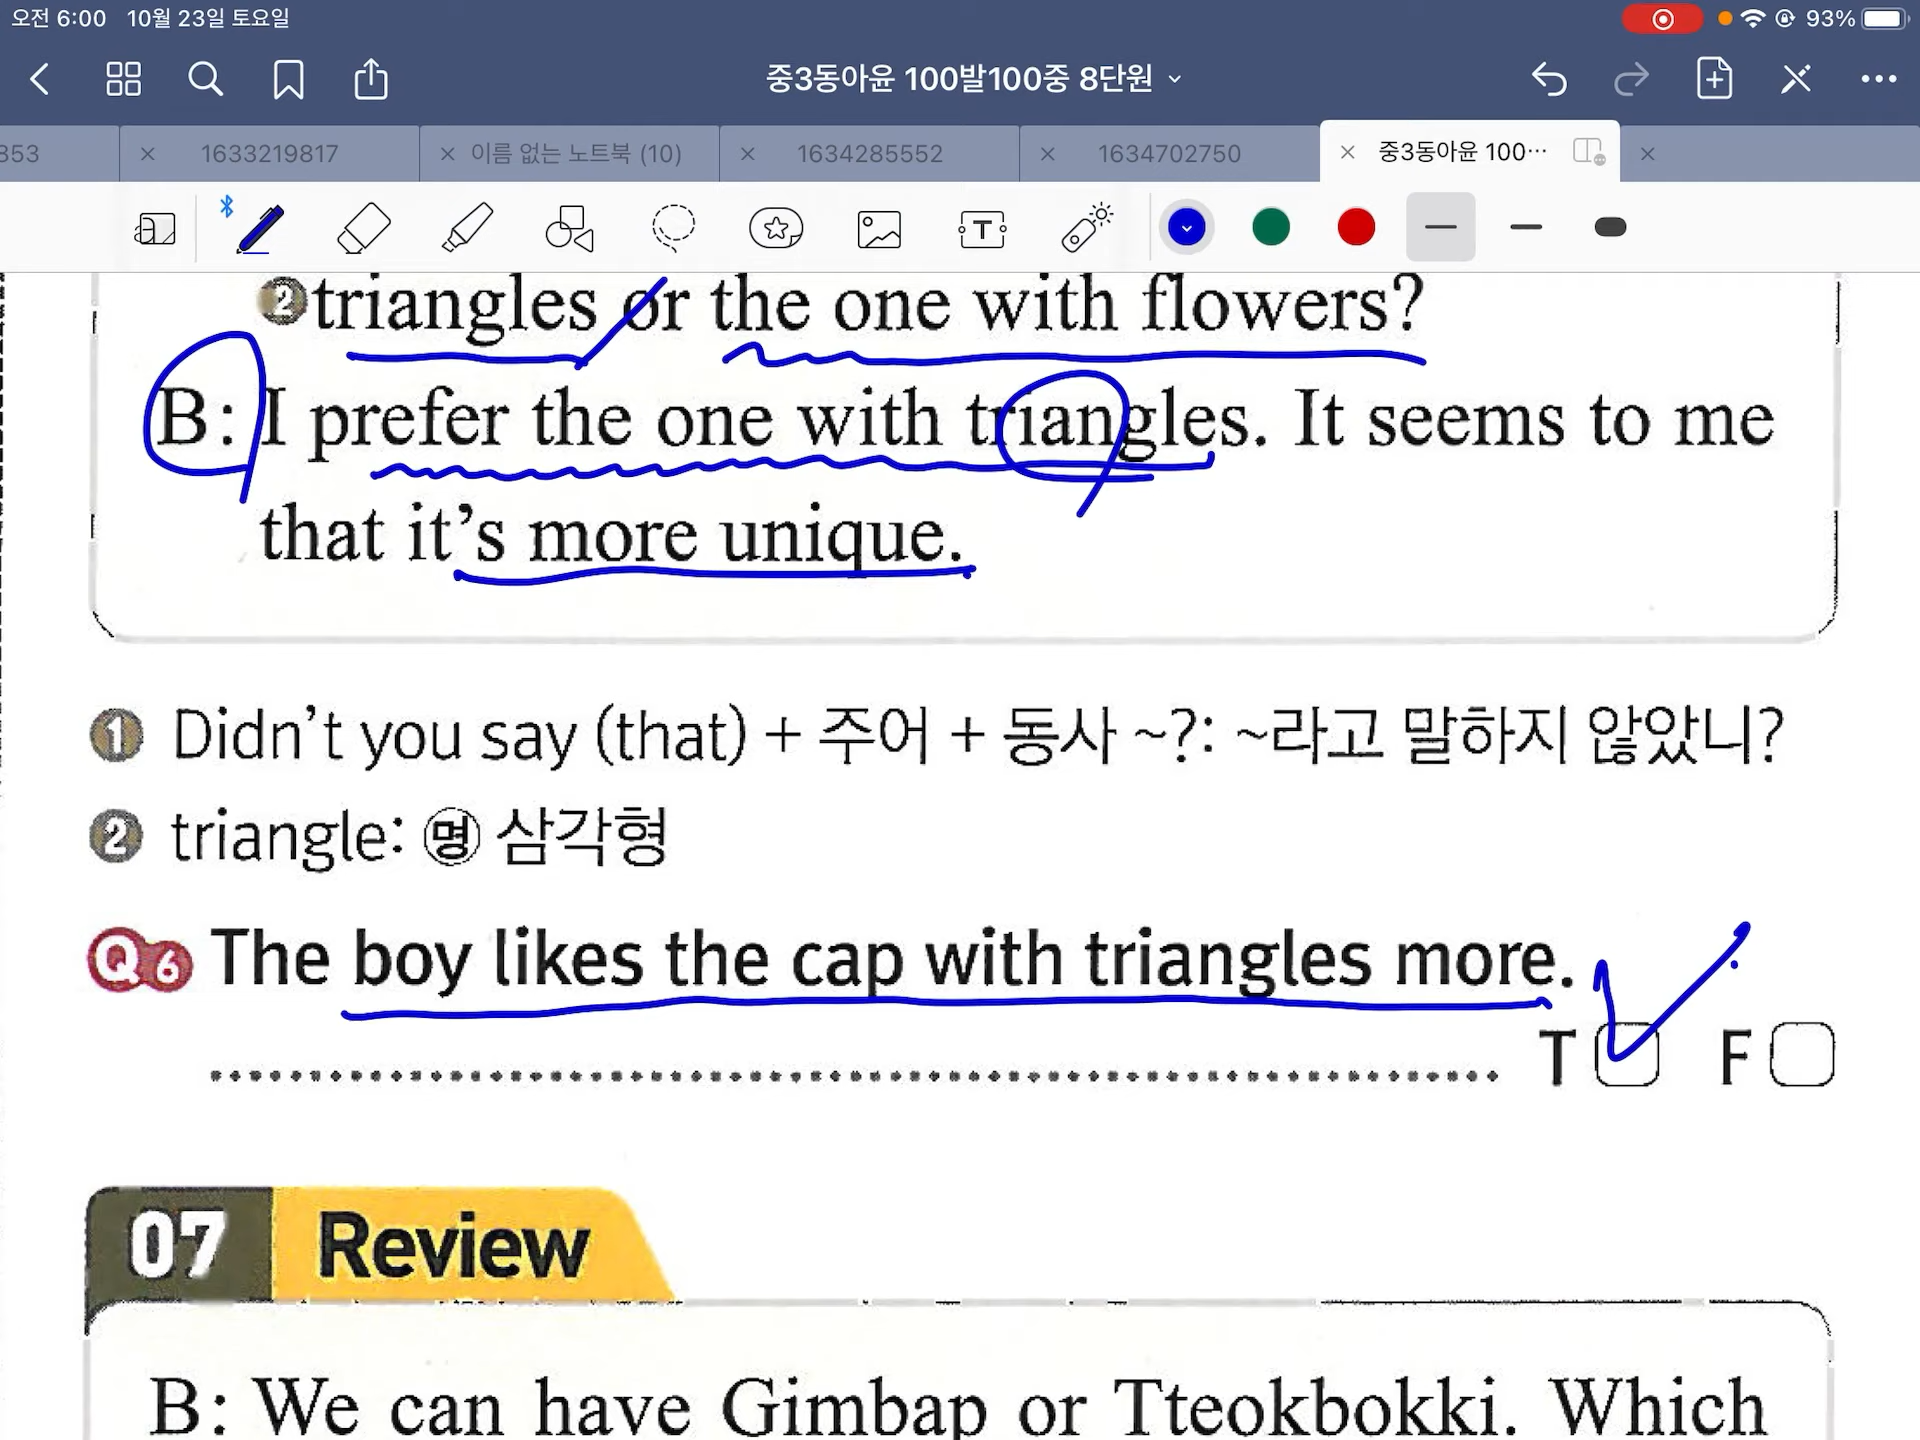 오전 6:00 10월 23일 토요일 93%
중3동아윤 100발100중 8단원
853 1633219817 이름 없는 노트북 (10) 1634285552 1634702750 중3동아윤 100…
2 triangles or the one with flowers?
B: I prefer the one with triangles. It seems to me
that it's more unique.
1 Didn't you say (that) + 주어 + 동사 ~?: ~라고 말하지 않았니?
2 triangle: 명 삼각형
Q6 The boy likes the cap with triangles more.
T F
07 Review
B: We can have Gimbap or Tteokbokki. Which